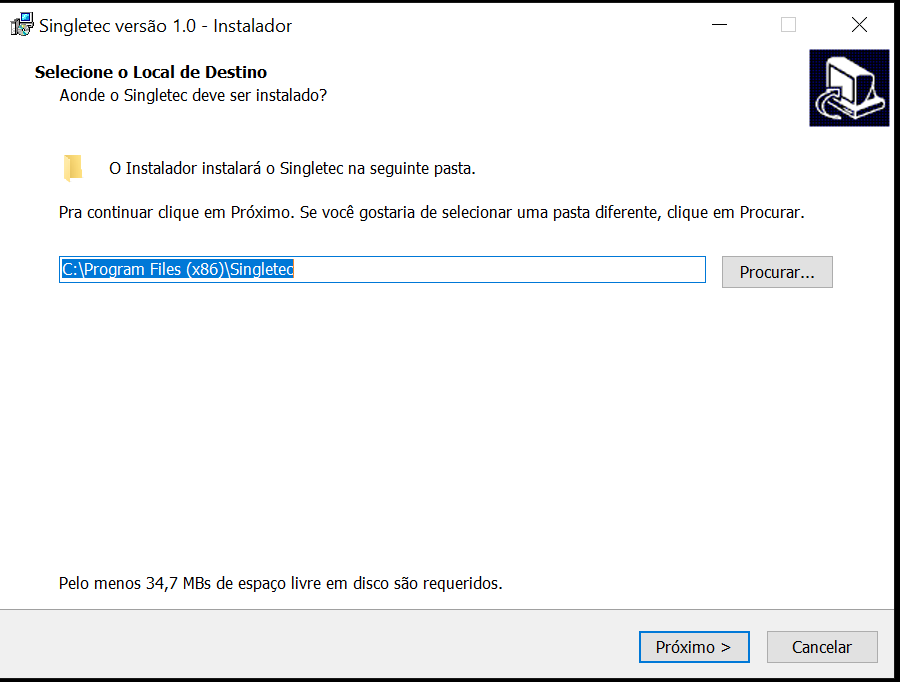 Singletec versão 1.0 - Instalador
Selecione o Local de Destino
Aonde o Singletec deve ser instalado?
O Instalador instalará o Singletec na seguinte pasta.
Pra continuar clique em Próximo. Se você gostaria de selecionar uma pasta diferente, clique em Procurar.
C:\Program Files (x86)\Singletec
Procurar...
Pelo menos 34,7 MBs de espaço livre em disco são requeridos.
Próximo >
Cancelar